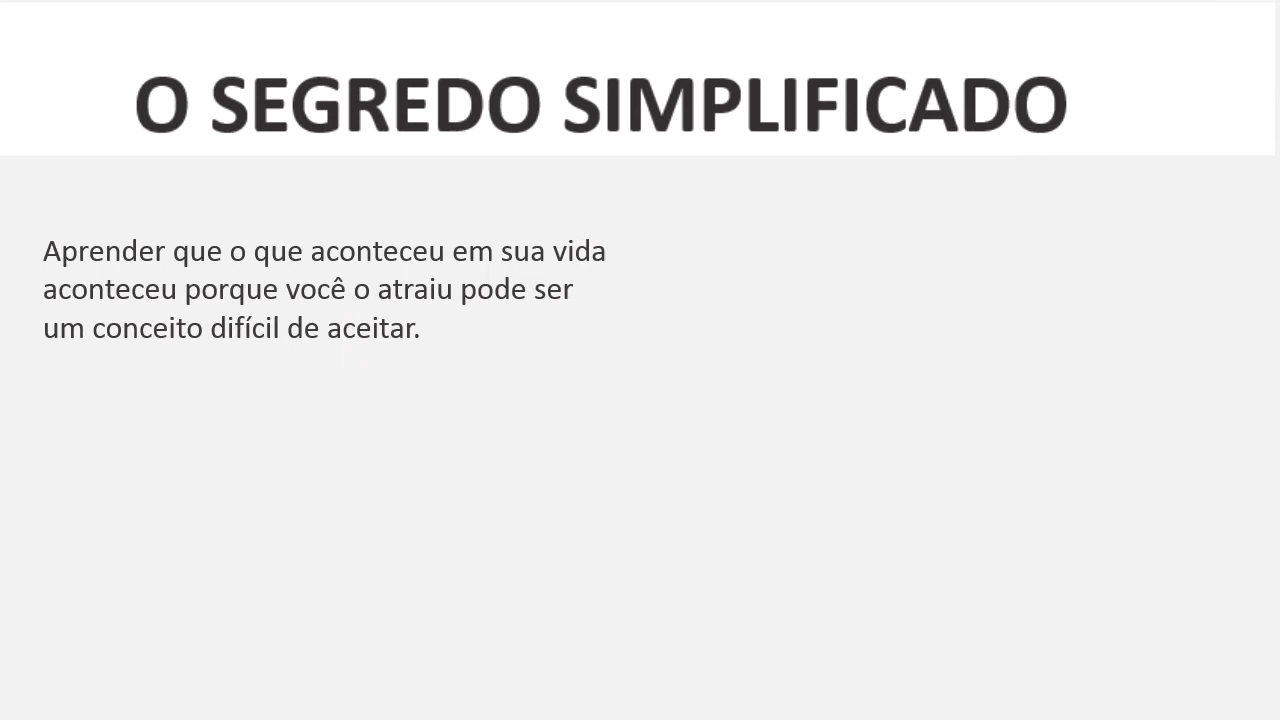 O SEGREDO SIMPLIFICADO
Aprender que o que aconteceu em sua vida
aconteceu porque você o atraiu pode ser
um conceito difícil de aceitar.